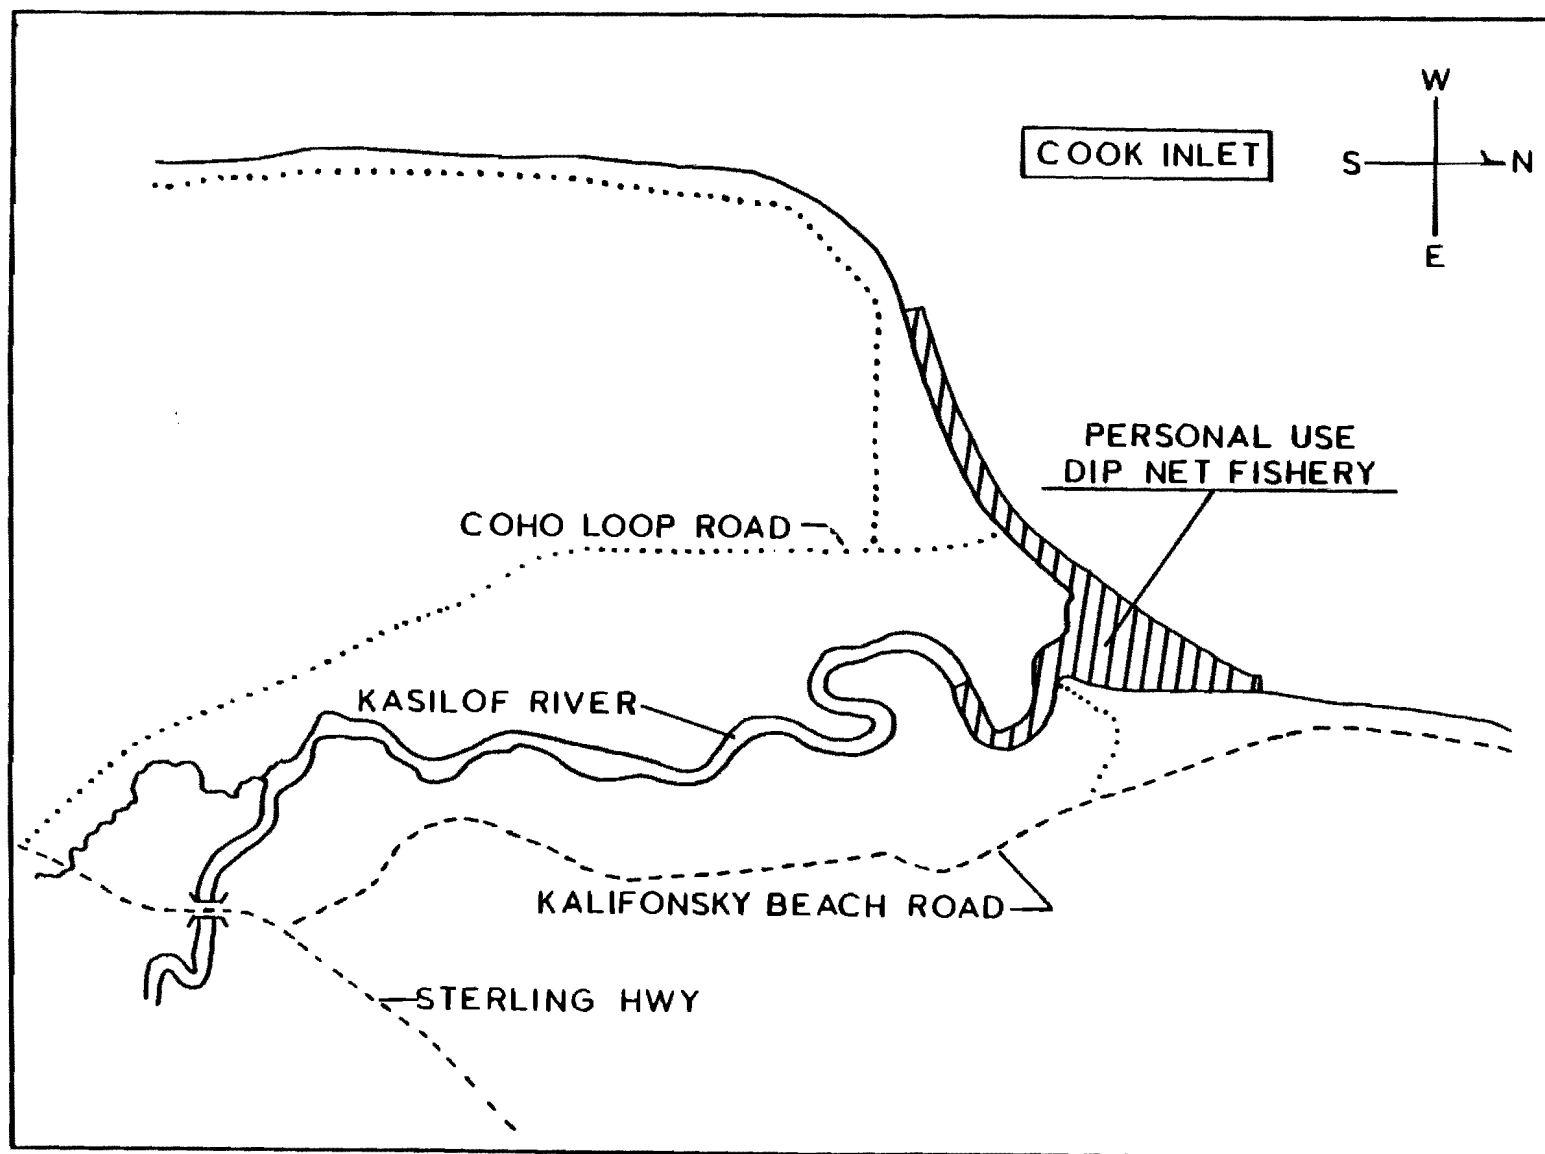 W
COOK INLET
S N
E
PERSONAL USE
DIP NET FISHERY
COHO LOOP ROAD
KASILOF RIVER
KALIFONSKY BEACH ROAD
STERLING HWY